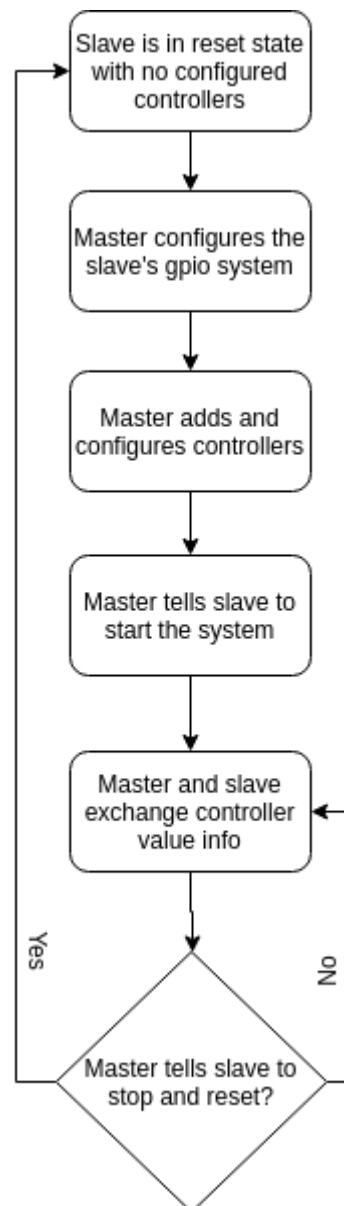 Slave is in reset state
with no configured
controllers
Master configures the
slave's gpio system
Master adds and
configures controllers
Master tells slave to
start the system
Master and slave
exchange controller
value info
Yes
No
Master tells slave to
stop and reset?